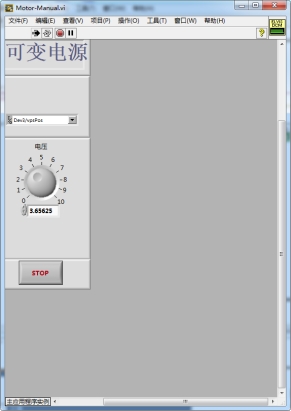 Motor-Manual.vi
文件(F) 编辑(E) 查看(V) 项目(P) 操作(O) 工具(T) 窗口(W) 帮助(H)
?
可变电源
Dev3/vpsPos
电压
0 1 2 3 4 5 6 7 8 9 10
3.65625
STOP
主应用程序实例